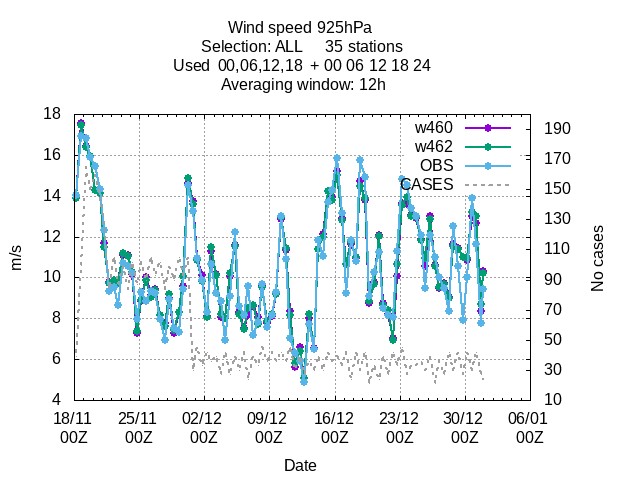 Wind speed 925hPa
Selection: ALL     35 stations
Used  00,06,12,18  + 00 06 12 18 24
Averaging window: 12h
18
16
14
12
10
8
6
4
m/s
190
170
150
130
110
90
70
50
30
10
No cases
w460
w462
OBS
CASES
18/11 25/11 02/12 09/12 16/12 23/12 30/12 06/01
00Z 00Z 00Z 00Z 00Z 00Z 00Z 00Z
Date